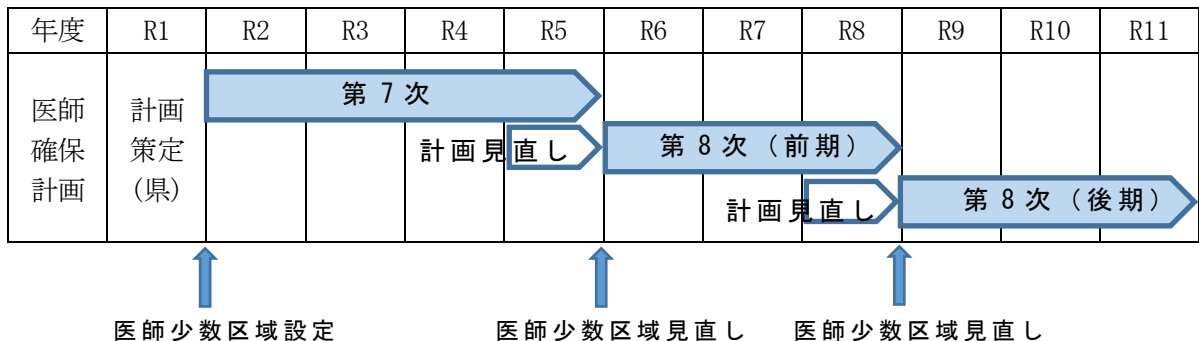 年度 R1 R2 R3 R4 R5 R6 R7 R8 R9 R10 R11
医師
確保
計画
計画
策定
(県)
第７次
計画見直し
第８次（前期）
計画見直し
第８次（後期）
医師少数区域設定 医師少数区域見直し 医師少数区域見直し